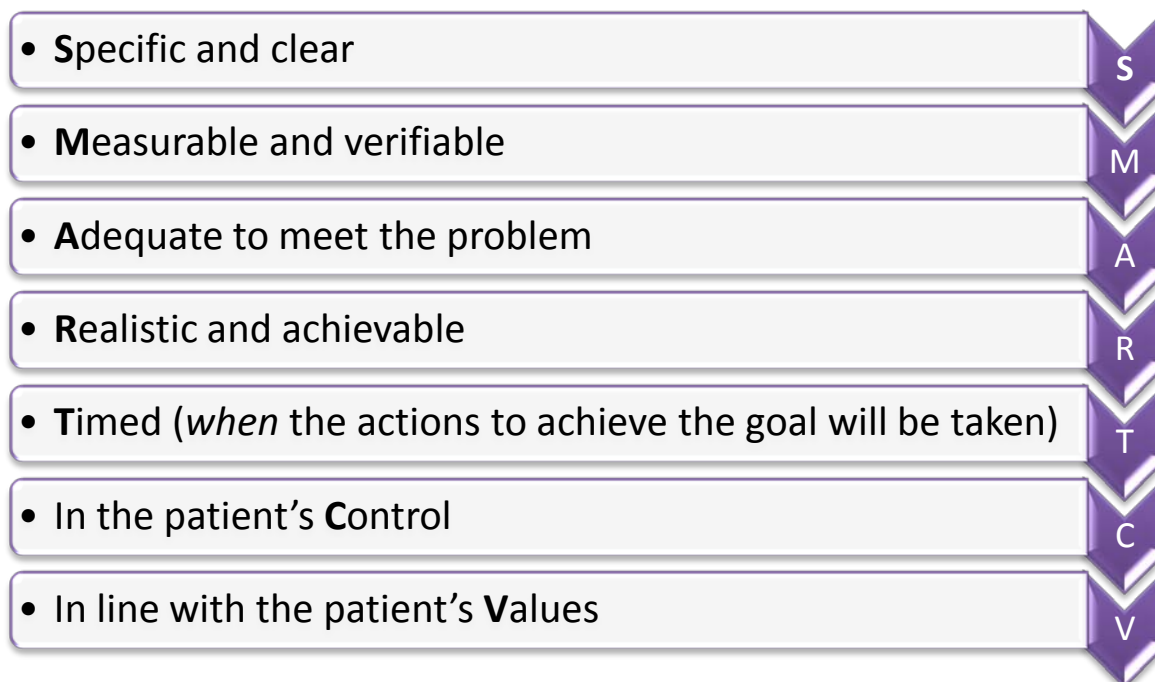 • Specific and clear
S
• Measurable and verifiable
M
• Adequate to meet the problem
A
• Realistic and achievable
R
• Timed (when the actions to achieve the goal will be taken)
T
• In the patient’s Control
C
• In line with the patient’s Values
V